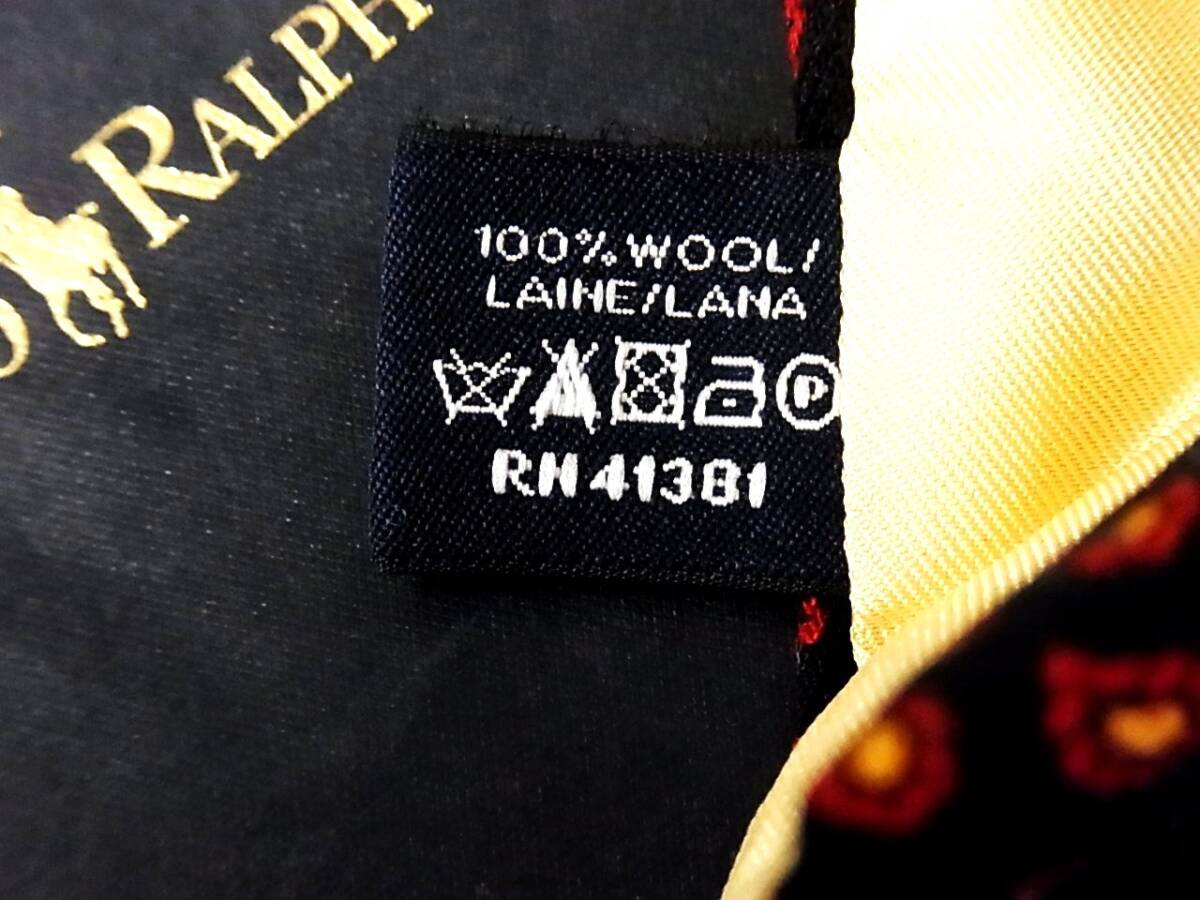 RALPH
100% WOOL/
LAINE/LANA
P
RN 41381